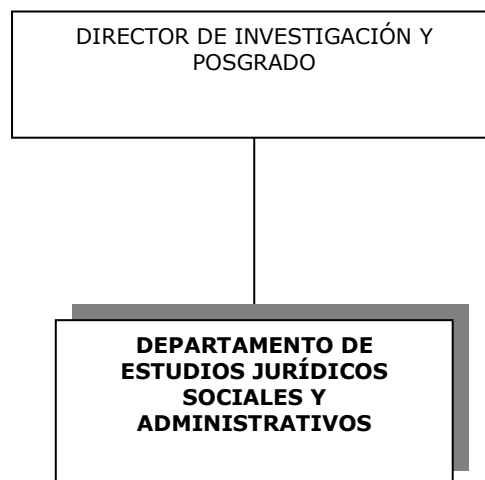 DIRECTOR DE INVESTIGACIÓN Y
POSGRADO
DEPARTAMENTO DE
ESTUDIOS JURÍDICOS
SOCIALES Y
ADMINISTRATIVOS